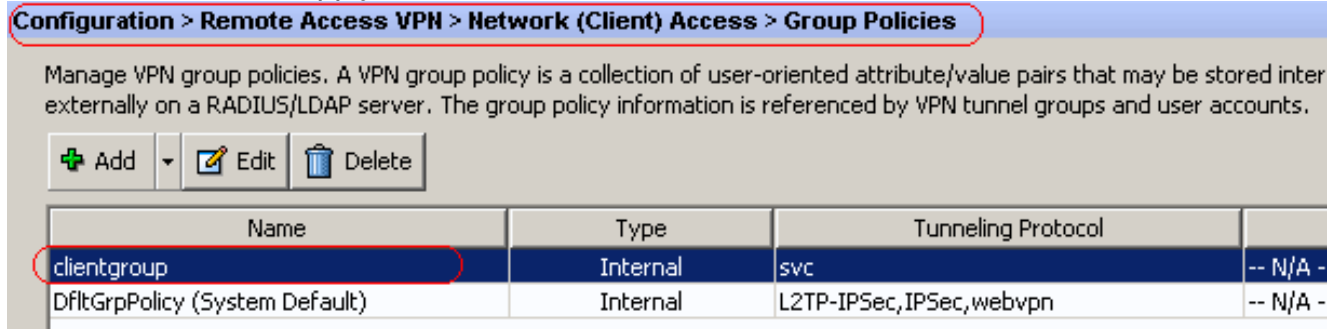 Configuration > Remote Access VPN > Network (Client) Access > Group Policies
Manage VPN group policies. A VPN group policy is a collection of user-oriented attribute/value pairs that may be stored inter
externally on a RADIUS/LDAP server. The group policy information is referenced by VPN tunnel groups and user accounts.
Add Edit Delete
Name Type Tunneling Protocol
clientgroup Internal svc -- N/A -
DfltGrpPolicy (System Default) Internal L2TP-IPSec,IPSec,webvpn -- N/A -